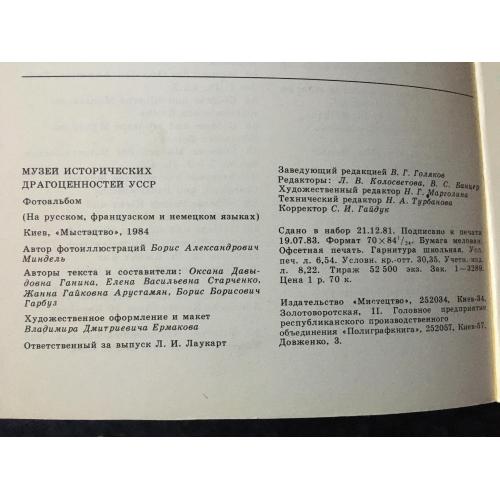 МУЗЕЙ ИСТОРИЧЕСКИХ
ДРАГОЦЕННОСТЕЙ УССР
Фотоальбом
(На русском, французском и немецком языках)
Киев, «Мыстэцтво», 1984
Автор фотоиллюстраций Борис Александрович
Миндель
Авторы текста и составители: Оксана Давы-
довна Ганина, Елена Васильевна Старченко,
Жанна Гайковна Арустамян, Борис Борисович
Гарбуз
Художественное оформление и макет
Владимира Дмитриевича Ермакова
Ответственный за выпуск Л. И. Лаукарт
Заведующий редакцией В. Г. Голяков
Редакторы: Л. В. Колосветова, В. С. Банцер
Художественный редактор Н. Г. Марголина
Технический редактор Н. А. Турбанова
Корректор С. И. Гайдук
Сдано в набор 21.12.81. Подписано в печать
19.07.83. Формат 70×84¹/₂₄. Бумага мелован.
Офсетная печать. Гарнитура школьная. Усл.
печ. л. 6,54. Условн. кр.-отт. 30,35. Учетн. изд.
л. 8,22. Тираж 52 500 экз. Зак. 1—3289.
Цена 1 р. 70 к.
Издательство «Мистецтво», 252034, Киев-34,
Золотоворотская, 11. Головное предприятие
республиканского производственного
объединения «Полиграфкнига», 252057, Киев-57,
Довженко, 3.